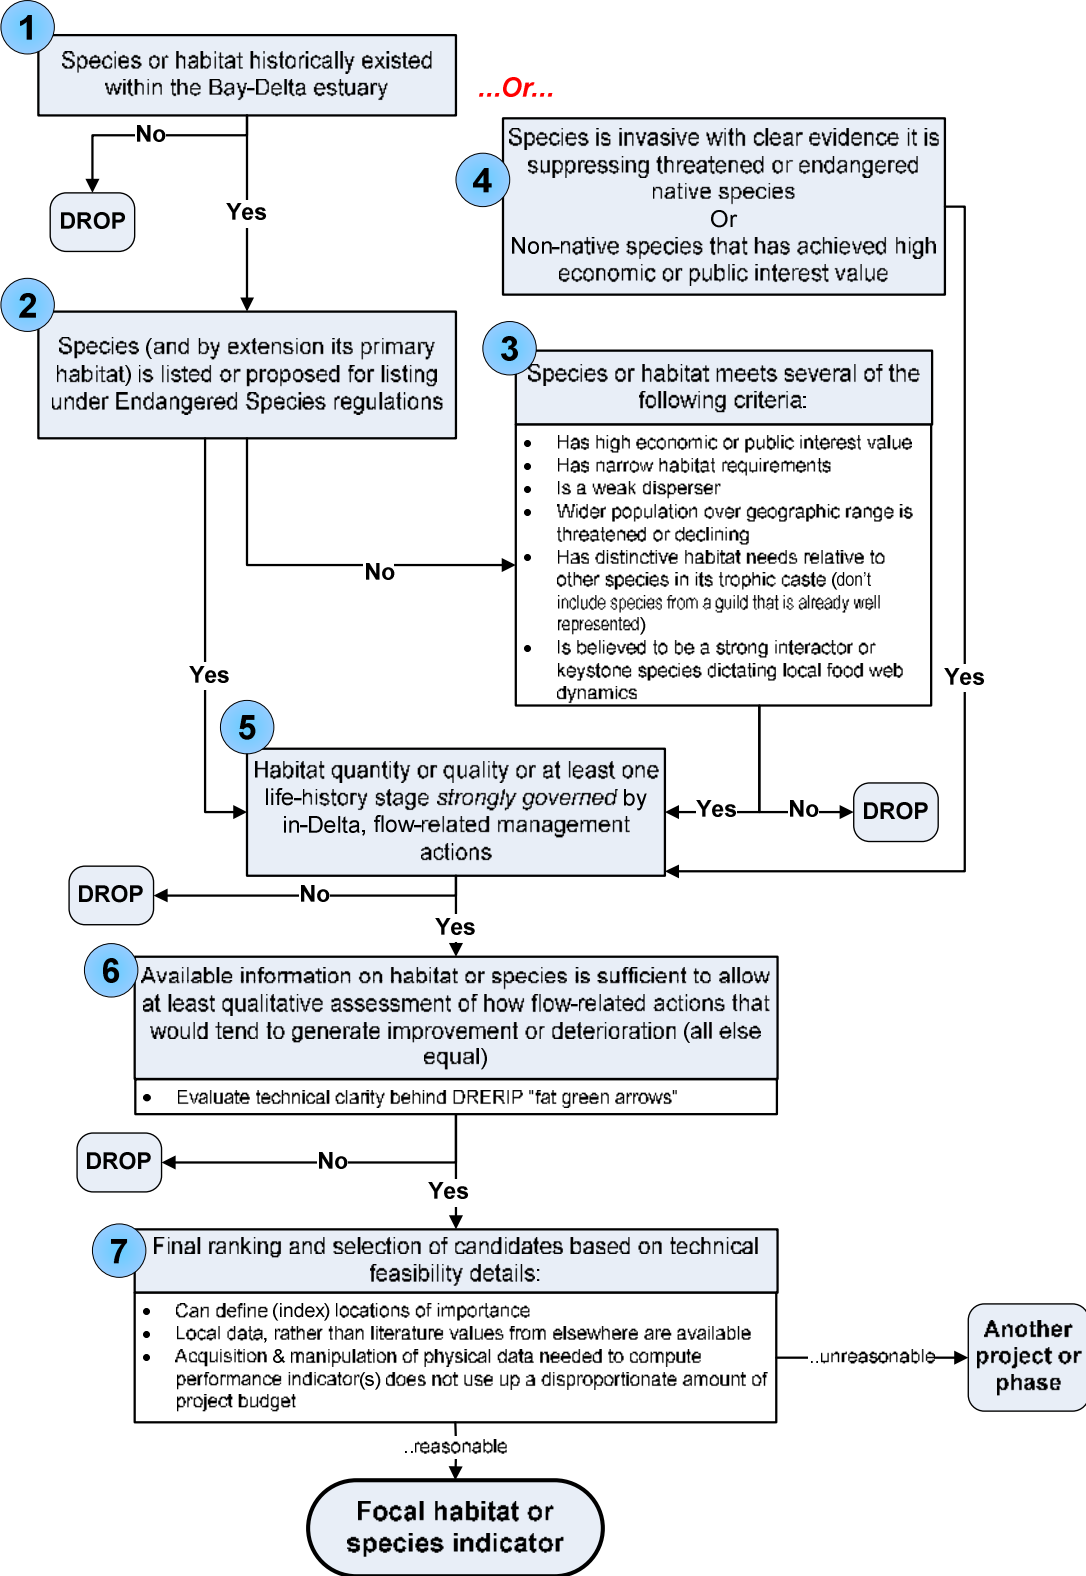 1
Species or habitat historically existed
within the Bay-Delta estuary
...Or...
No
DROP
Yes
4
Species is invasive with clear evidence it is
suppressing threatened or endangered
native species
Or
Non-native species that has achieved high
economic or public interest value
2
Species (and by extension its primary
habitat) is listed or proposed for listing
under Endangered Species regulations
3
Species or habitat meets several of the
following criteria:
• Has high economic or public interest value
• Has narrow habitat requirements
• Is a weak disperser
• Wider population over geographic range is
threatened or declining
• Has distinctive habitat needs relative to
other species in its trophic caste (don't
include species from a guild that is already well
represented)
• Is believed to be a strong interactor or
keystone species dictating local food web
dynamics
No
Yes
Yes
5
Habitat quantity or quality or at least one
life-history stage strongly governed by
in-Delta, flow-related management
actions
Yes
No
DROP
DROP
No
Yes
6
Available information on habitat or species is sufficient to allow
at least qualitative assessment of how flow-related actions that
would tend to generate improvement or deterioration (all else
equal)
• Evaluate technical clarity behind DRERIP "fat green arrows"
DROP
No
Yes
7
Final ranking and selection of candidates based on technical
feasibility details:
• Can define (index) locations of importance
• Local data, rather than literature values from elsewhere are available
• Acquisition & manipulation of physical data needed to compute
performance indicator(s) does not use up a disproportionate amount of
project budget
..unreasonable
Another
project or
phase
..reasonable
Focal habitat or
species indicator